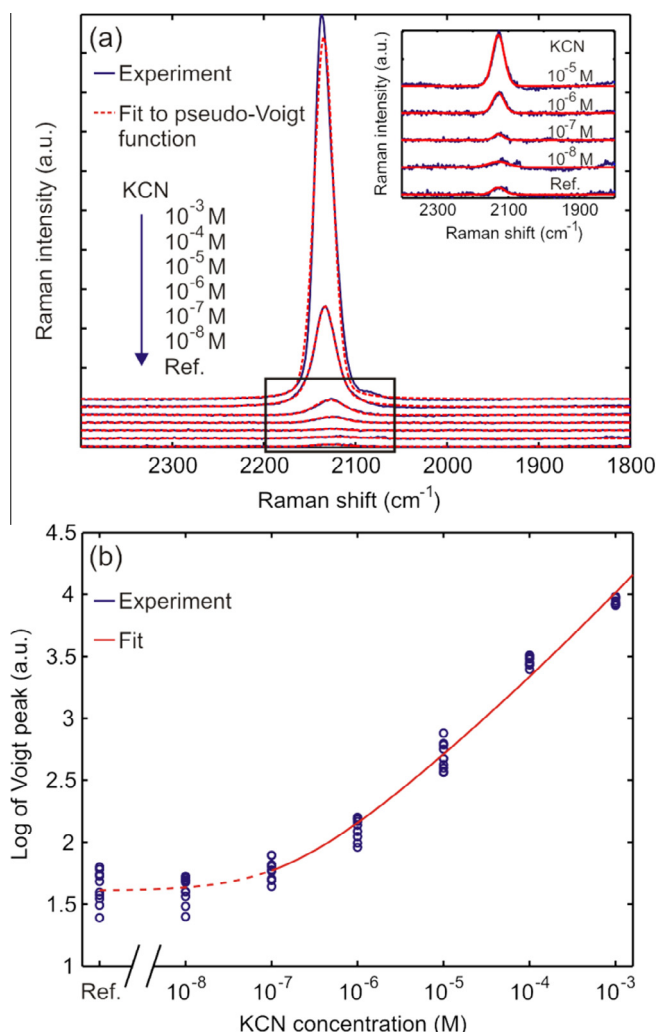 (a)
Experiment
Fit to pseudo-Voigt
function
KCN
10⁻³ M
10⁻⁴ M
10⁻⁵ M
10⁻⁶ M
10⁻⁷ M
10⁻⁸ M
Ref.
Raman intensity (a.u.)
2300 2200 2100 2000 1900 1800
Raman shift (cm⁻¹)
KCN
10⁻⁵ M
10⁻⁶ M
10⁻⁷ M
10⁻⁸ M
Ref.
Raman intensity (a.u.)
2300 2100 1900
Raman shift (cm⁻¹)
(b)
Experiment
Fit
Log of Voigt peak (a.u.)
4.5
4
3.5
3
2.5
2
1.5
1
Ref. 10⁻⁸ 10⁻⁷ 10⁻⁶ 10⁻⁵ 10⁻⁴ 10⁻³
KCN concentration (M)